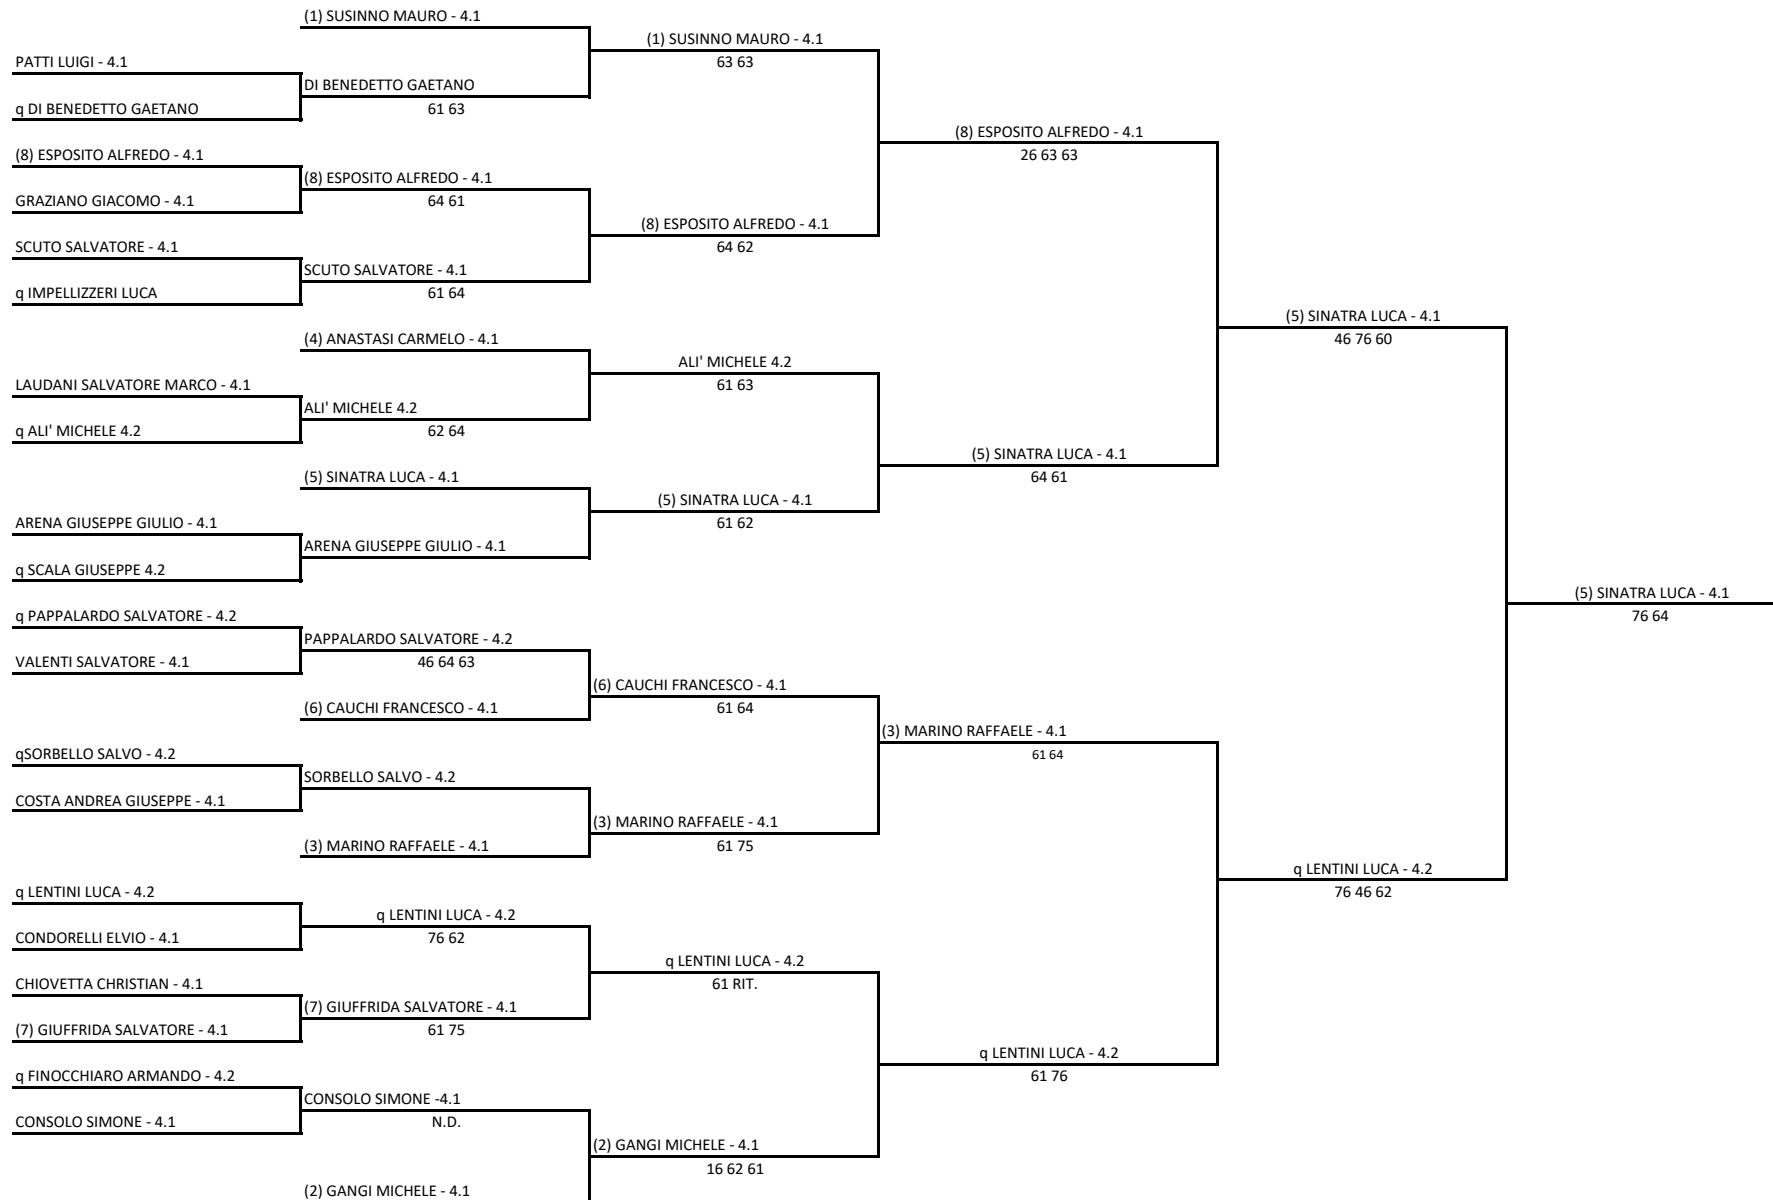 (1) SUSINNO MAURO - 4.1
(1) SUSINNO MAURO - 4.1
PATTI LUIGI - 4.1
63 63
DI BENEDETTO GAETANO
q DI BENEDETTO GAETANO
61 63
(8) ESPOSITO ALFREDO - 4.1
(8) ESPOSITO ALFREDO - 4.1
26 63 63
(8) ESPOSITO ALFREDO - 4.1
GRAZIANO GIACOMO - 4.1
64 61
(8) ESPOSITO ALFREDO - 4.1
SCUTO SALVATORE - 4.1
64 62
SCUTO SALVATORE - 4.1
q IMPELLIZZERI LUCA
61 64
(5) SINATRA LUCA - 4.1
(4) ANASTASI CARMELO - 4.1
46 76 60
ALI' MICHELE 4.2
LAUDANI SALVATORE MARCO - 4.1
61 63
ALI' MICHELE 4.2
q ALI' MICHELE 4.2
62 64
(5) SINATRA LUCA - 4.1
(5) SINATRA LUCA - 4.1
64 61
(5) SINATRA LUCA - 4.1
ARENA GIUSEPPE GIULIO - 4.1
61 62
ARENA GIUSEPPE GIULIO - 4.1
q SCALA GIUSEPPE 4.2
(5) SINATRA LUCA - 4.1
q PAPPALARDO SALVATORE - 4.2
76 64
PAPPALARDO SALVATORE - 4.2
VALENTI SALVATORE - 4.1
46 64 63
(6) CAUCHI FRANCESCO - 4.1
(6) CAUCHI FRANCESCO - 4.1
61 64
(3) MARINO RAFFAELE - 4.1
qSORBELLO SALVO - 4.2
61 64
SORBELLO SALVO - 4.2
COSTA ANDREA GIUSEPPE - 4.1
(3) MARINO RAFFAELE - 4.1
(3) MARINO RAFFAELE - 4.1
61 75
q LENTINI LUCA - 4.2
q LENTINI LUCA - 4.2
76 46 62
q LENTINI LUCA - 4.2
CONDORELLI ELVIO - 4.1
76 62
q LENTINI LUCA - 4.2
CHIOVETTA CHRISTIAN - 4.1
61 RIT.
(7) GIUFFRIDA SALVATORE - 4.1
(7) GIUFFRIDA SALVATORE - 4.1
61 75
q LENTINI LUCA - 4.2
q FINOCCHIARO ARMANDO - 4.2
61 76
CONSOLO SIMONE -4.1
CONSOLO SIMONE - 4.1
N.D.
(2) GANGI MICHELE - 4.1
16 62 61
(2) GANGI MICHELE - 4.1